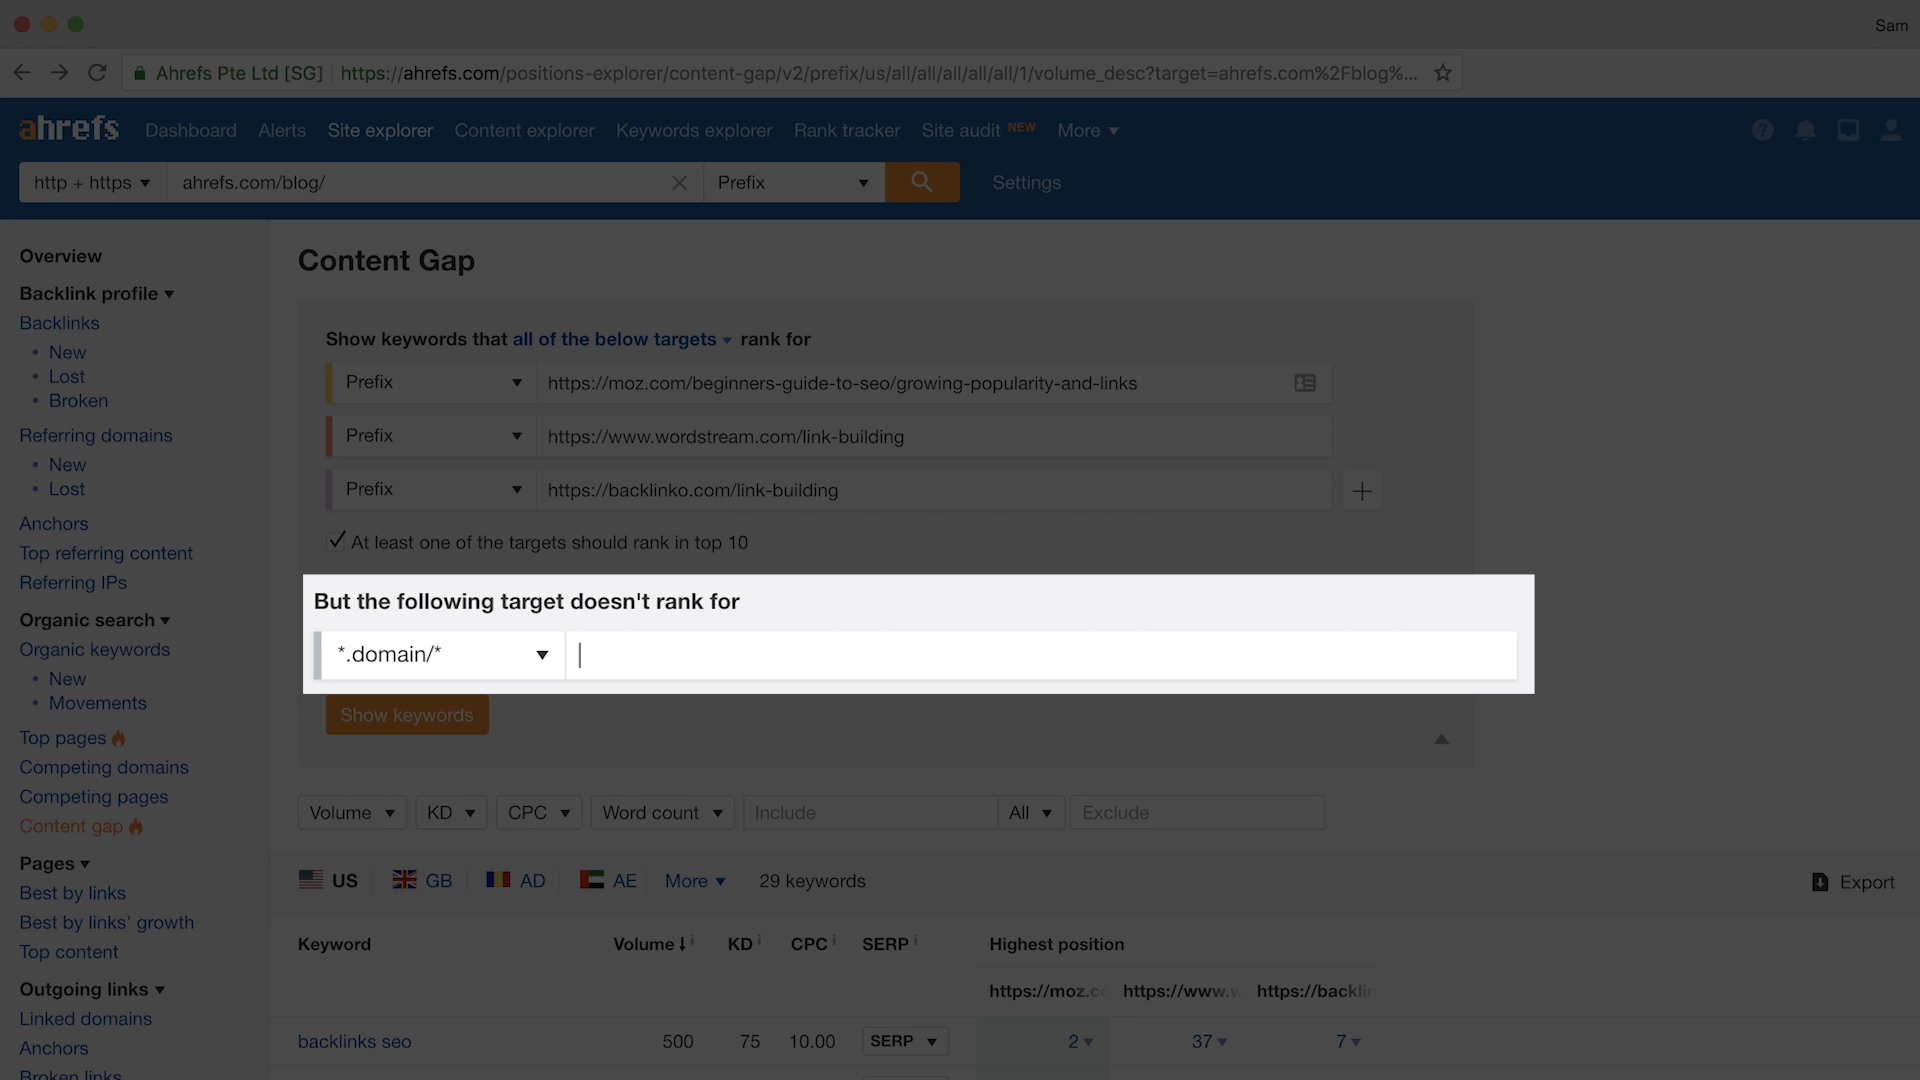 Sam
Ahrefs Pte Ltd [SG] https://ahrefs.com/positions-explorer/content-gap/v2/prefix/us/all/all/all/all/all/1/volume_desc?target=ahrefs.com%2Fblog%...
ahrefs Dashboard Alerts Site explorer Content explorer Keywords explorer Rank tracker Site audit NEW More
http + https ahrefs.com/blog/ Prefix Settings
Overview
Backlink profile
Backlinks
• New
• Lost
• Broken
Referring domains
• New
• Lost
Anchors
Top referring content
Referring IPs
Organic search
Organic keywords
• New
• Movements
Top pages
Competing domains
Competing pages
Content gap
Pages
Best by links
Best by links' growth
Top content
Outgoing links
Linked domains
Anchors
Broken links
Content Gap
Show keywords that all of the below targets rank for
Prefix https://moz.com/beginners-guide-to-seo/growing-popularity-and-links
Prefix https://www.wordstream.com/link-building
Prefix https://backlinko.com/link-building
At least one of the targets should rank in top 10
But the following target doesn't rank for
*.domain/*
Show keywords
Volume KD CPC Word count Include All Exclude
US GB AD AE More 29 keywords Export
Keyword Volume KD CPC SERP Highest position
https://moz.c https://www. https://backli
backlinks seo 500 75 10.00 SERP 2 37 7